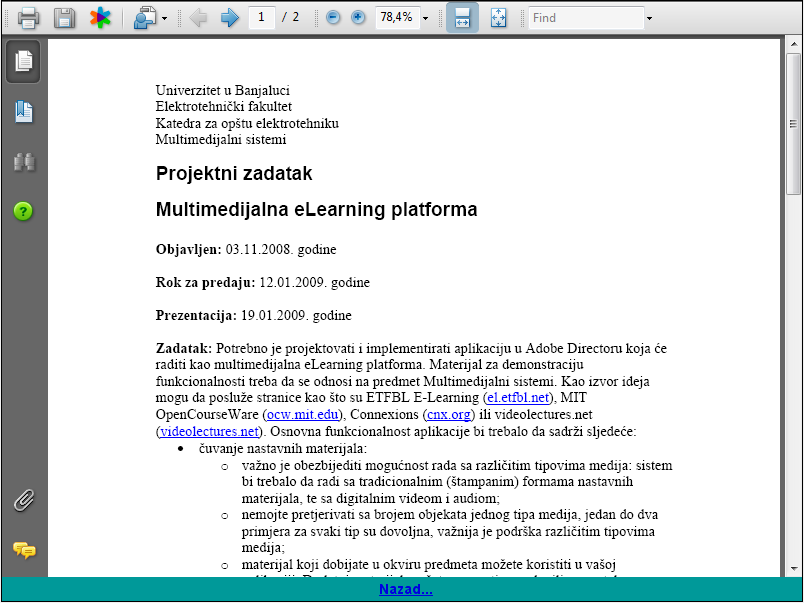 1 / 2 78,4% Find
Univerzitet u Banjaluci
Elektrotehnički fakultet
Katedra za opštu elektrotehniku
Multimedijalni sistemi
Projektni zadatak
Multimedijalna eLearning platforma
Objavljen: 03.11.2008. godine
Rok za predaju: 12.01.2009. godine
Prezentacija: 19.01.2009. godine
Zadatak: Potrebno je projektovati i implementirati aplikaciju u Adobe Directoru koja će
raditi kao multimedijalna eLearning platforma. Materijal za demonstraciju
funkcionalnosti treba da se odnosi na predmet Multimedijalni sistemi. Kao izvor ideja
mogu da posluže stranice kao što su ETFBL E-Learning (el.etfbl.net), MIT
OpenCourseWare (ocw.mit.edu), Connexions (cnx.org) ili videolectures.net
(videolectures.net). Osnovna funkcionalnost aplikacije bi trebalo da sadrži sljedeće:
• čuvanje nastavnih materijala:
o važno je obezbijediti mogućnost rada sa različitim tipovima medija: sistem
bi trebalo da radi sa tradicionalnim (štampanim) formama nastavnih
materijala, te sa digitalnim videom i audiom;
o nemojte pretjerivati sa brojem objekata jednog tipa medija, jedan do dva
primjera za svaki tip su dovoljna, važnija je podrška različitim tipovima
medija;
o materijal koji dobijate u okviru predmeta možete koristiti u vašoj
Nazad...